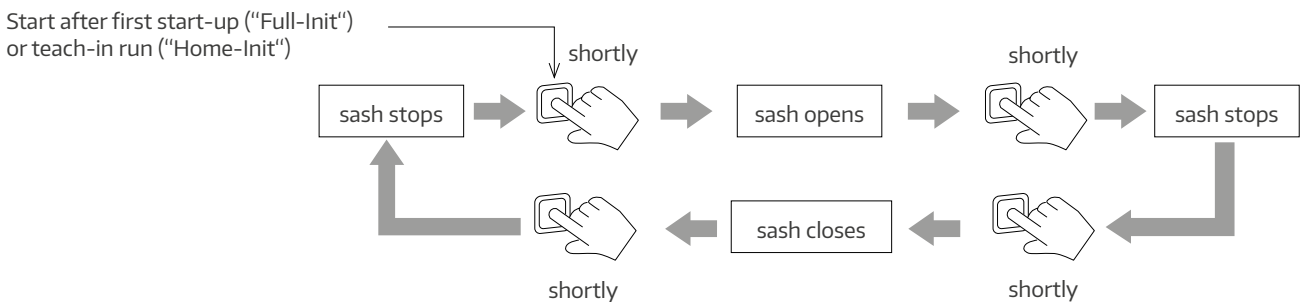 Start after first start-up (“Full-Init“)
or teach-in run (“Home-Init“)
shortly
shortly
sash stops
sash opens
sash stops
sash closes
shortly
shortly